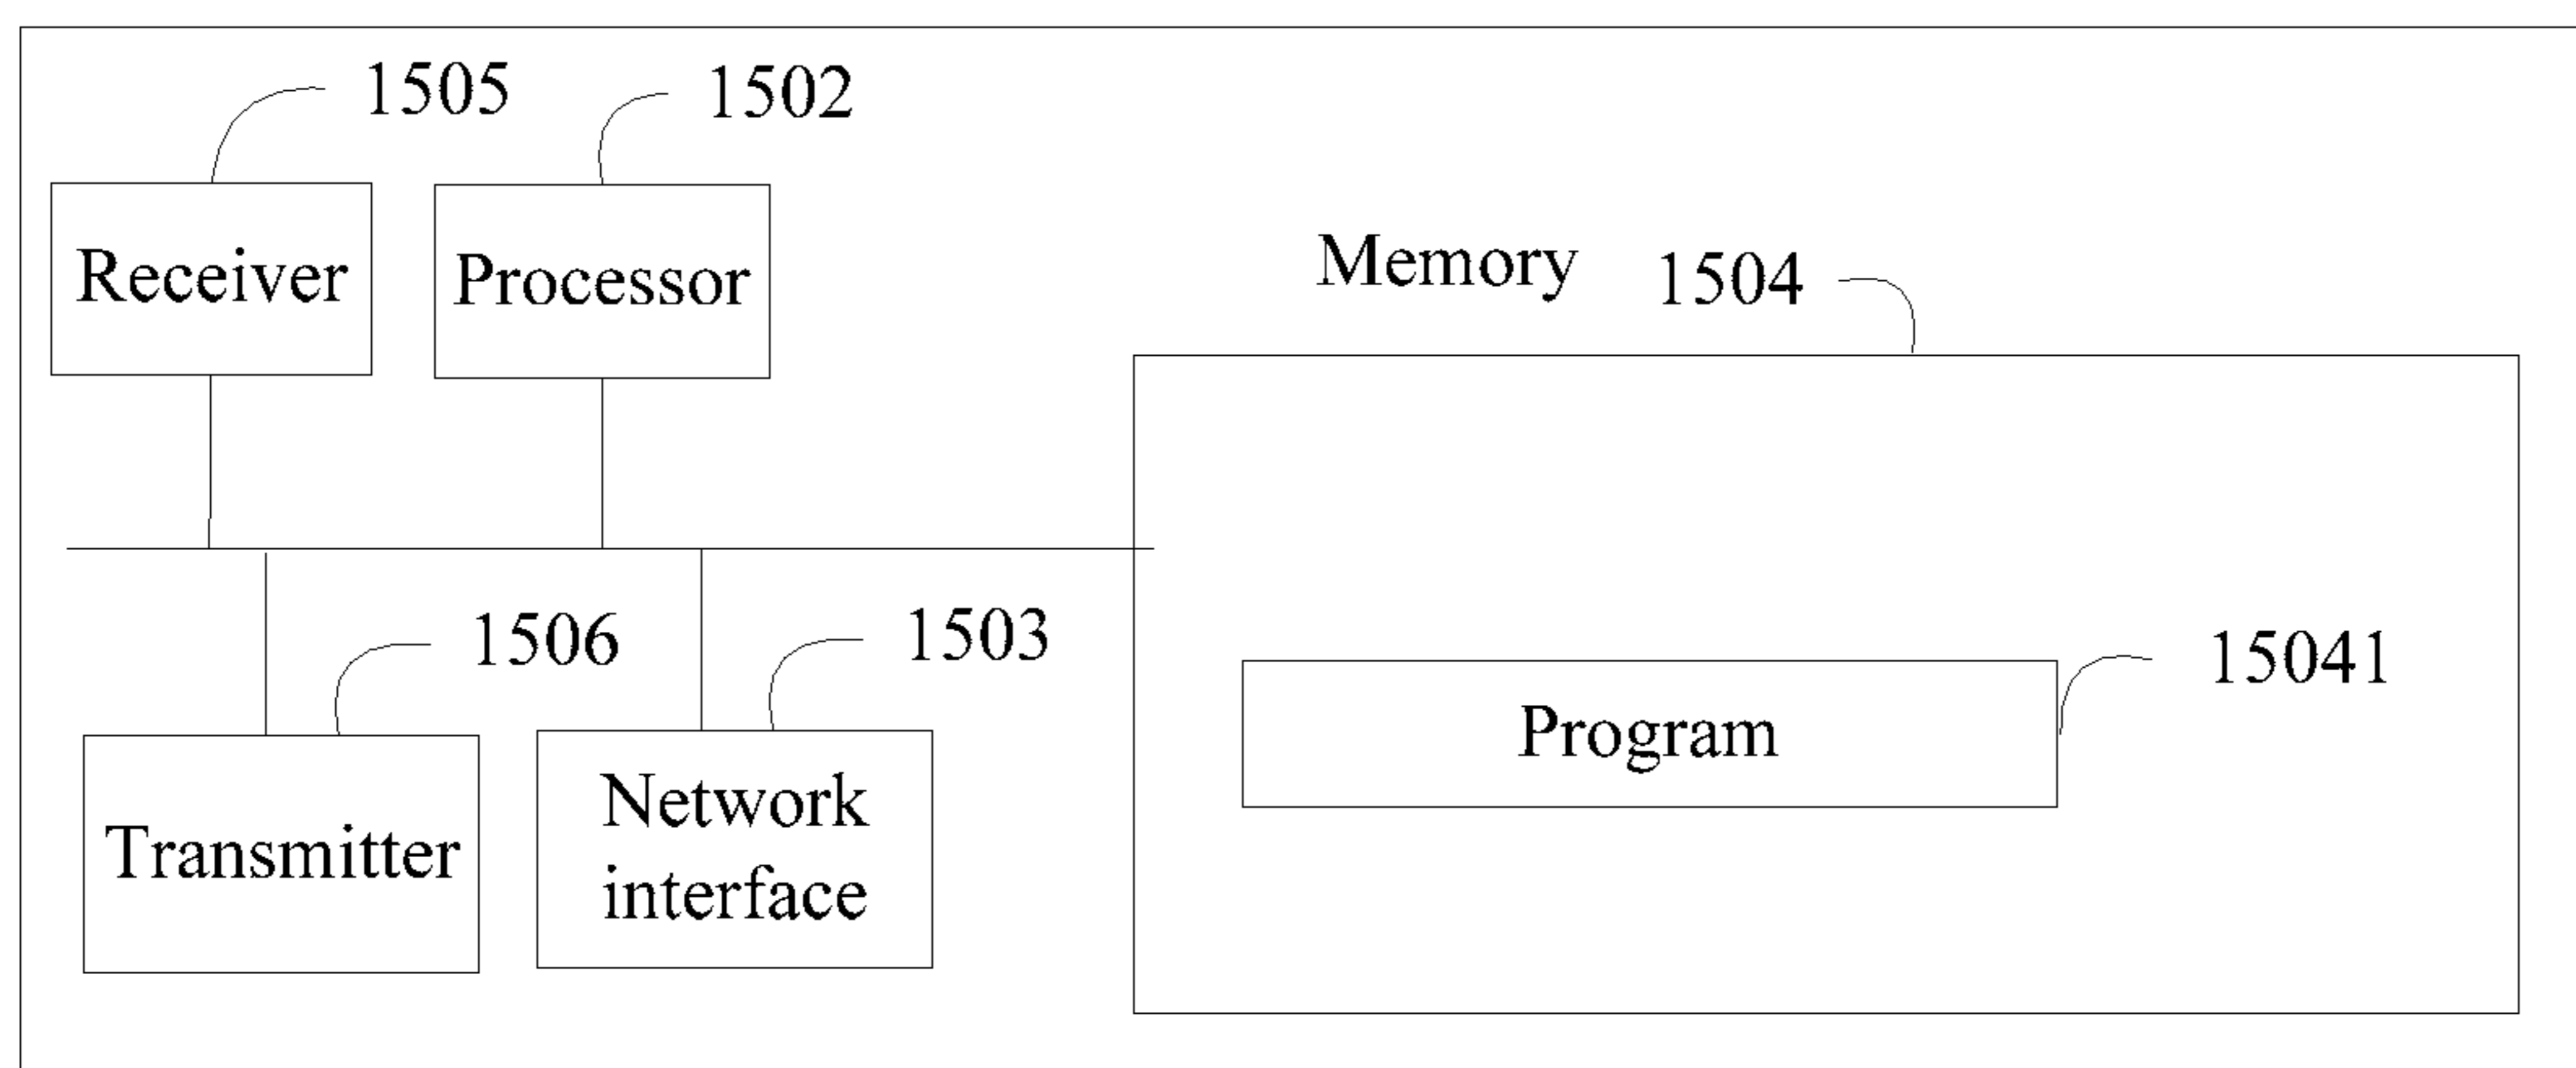 1505
1502
Receiver
Processor
Memory 1504
1506
1503
15041
Program
Transmitter
Network
interface